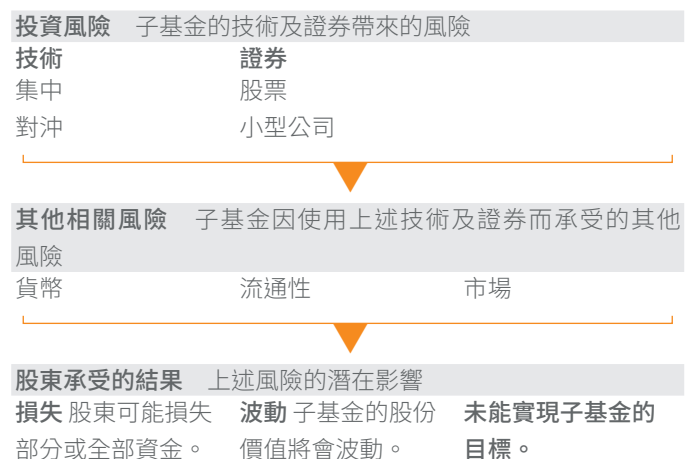 投資風險 子基金的技術及證券帶來的風險
技術 證券
集中 股票
對沖 小型公司
其他相關風險 子基金因使用上述技術及證券而承受的其他
風險
貨幣 流通性 市場
股東承受的結果 上述風險的潛在影響
損失 股東可能損失 波動 子基金的股份 未能實現子基金的
部分或全部資金。 價值將會波動。 目標。